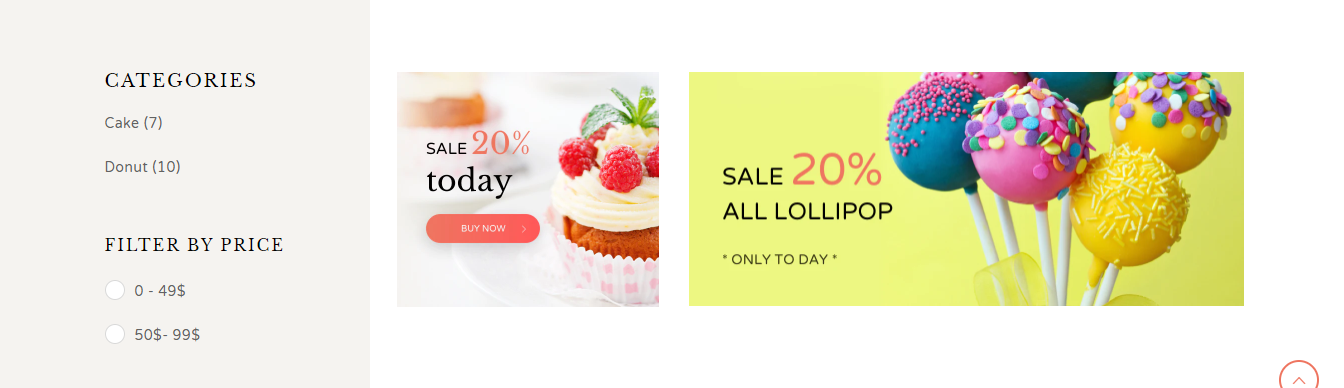 CATEGORIES
Cake (7)
Donut (10)
FILTER BY PRICE
0 - 49$
50$- 99$
SALE 20%
today
BUY NOW
SALE 20%
ALL LOLLIPOP
* ONLY TO DAY *